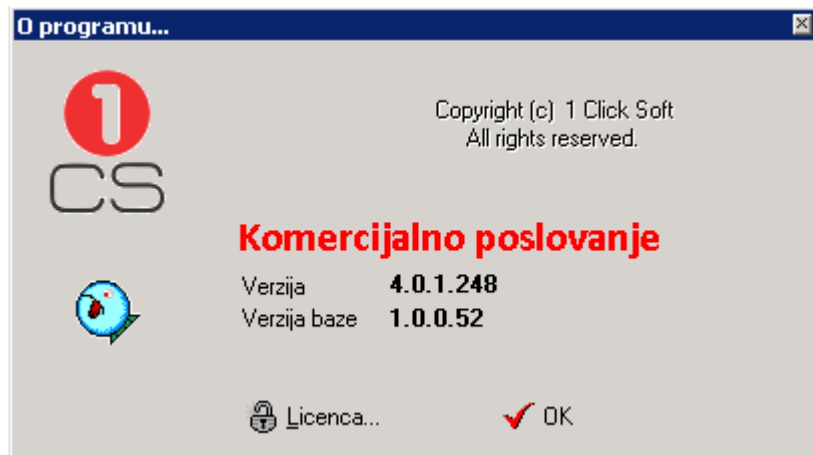 O programu...
1
CS
Copyright (c) 1 Click Soft
All rights reserved.
Komercijalno poslovanje
Verzija 4.0.1.248
Verzija baze 1.0.0.52
Licenca... OK